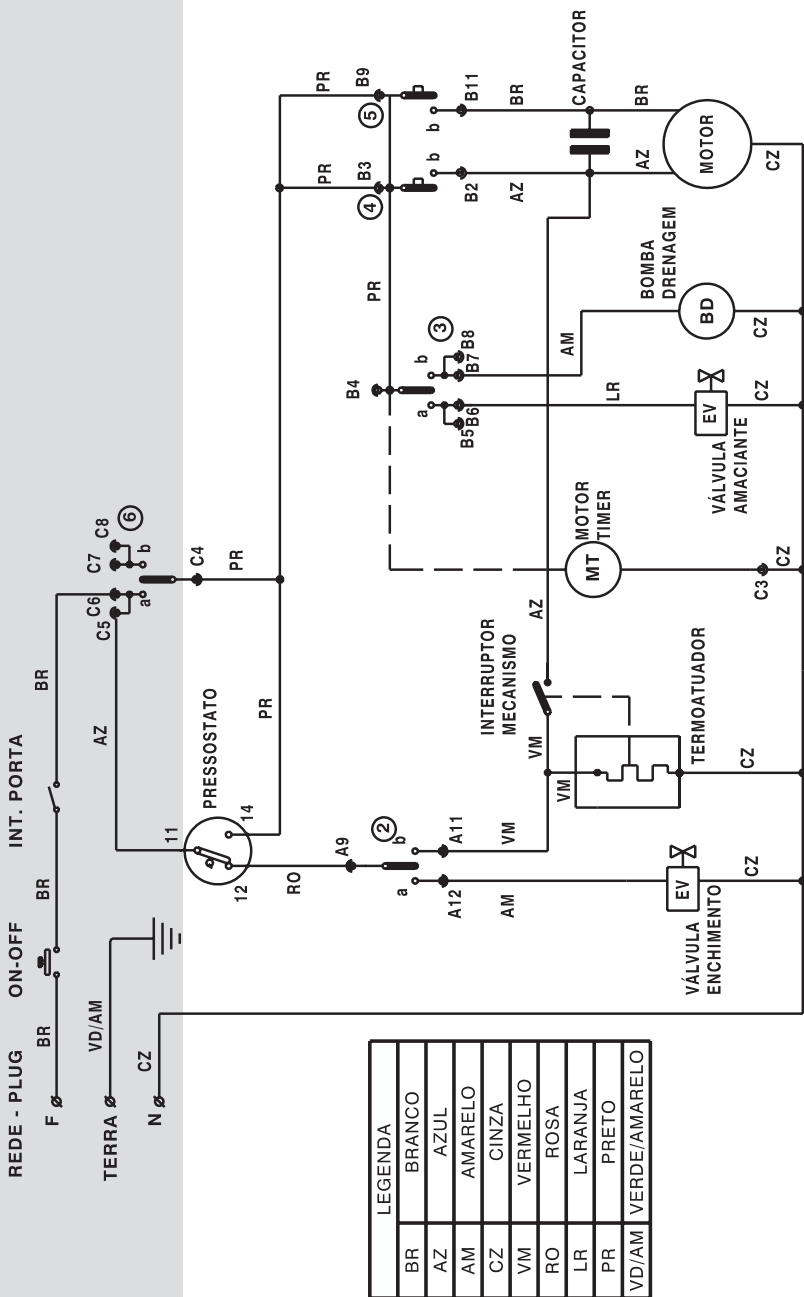 REDE - PLUG
ON-OFF
INT. PORTA
F
BR
BR
BR
TERRA
VD/AM
N
CZ
AZ
C5
C6
C7
C8
6
a
b
C4
PR
PRESSOSTATO
11
12
14
PR
RO
A9
2
a
b
A12
A11
AM
VM
VM
VM
INTERRUPTOR
MECANISMO
AZ
TERMOATUADOR
CZ
VÁLVULA
ENCHIMENTO
EV
CZ
MOTOR
TIMER
MT
C3
CZ
B4
PR
3
a
b
B5
B6
B7
B8
LR
AM
VÁLVULA
AMACIANTE
EV
CZ
BOMBA
DRENAGEM
BD
CZ
PR
B3
4
b
B2
AZ
PR
B9
5
b
B11
BR
CAPACITOR
AZ
BR
MOTOR
CZ
LEGENDA
BR BRANCO
AZ AZUL
AM AMARELO
CZ CINZA
VM VERMELHO
RO ROSA
LR LARANJA
PR PRETO
VD/AM VERDE/AMARELO